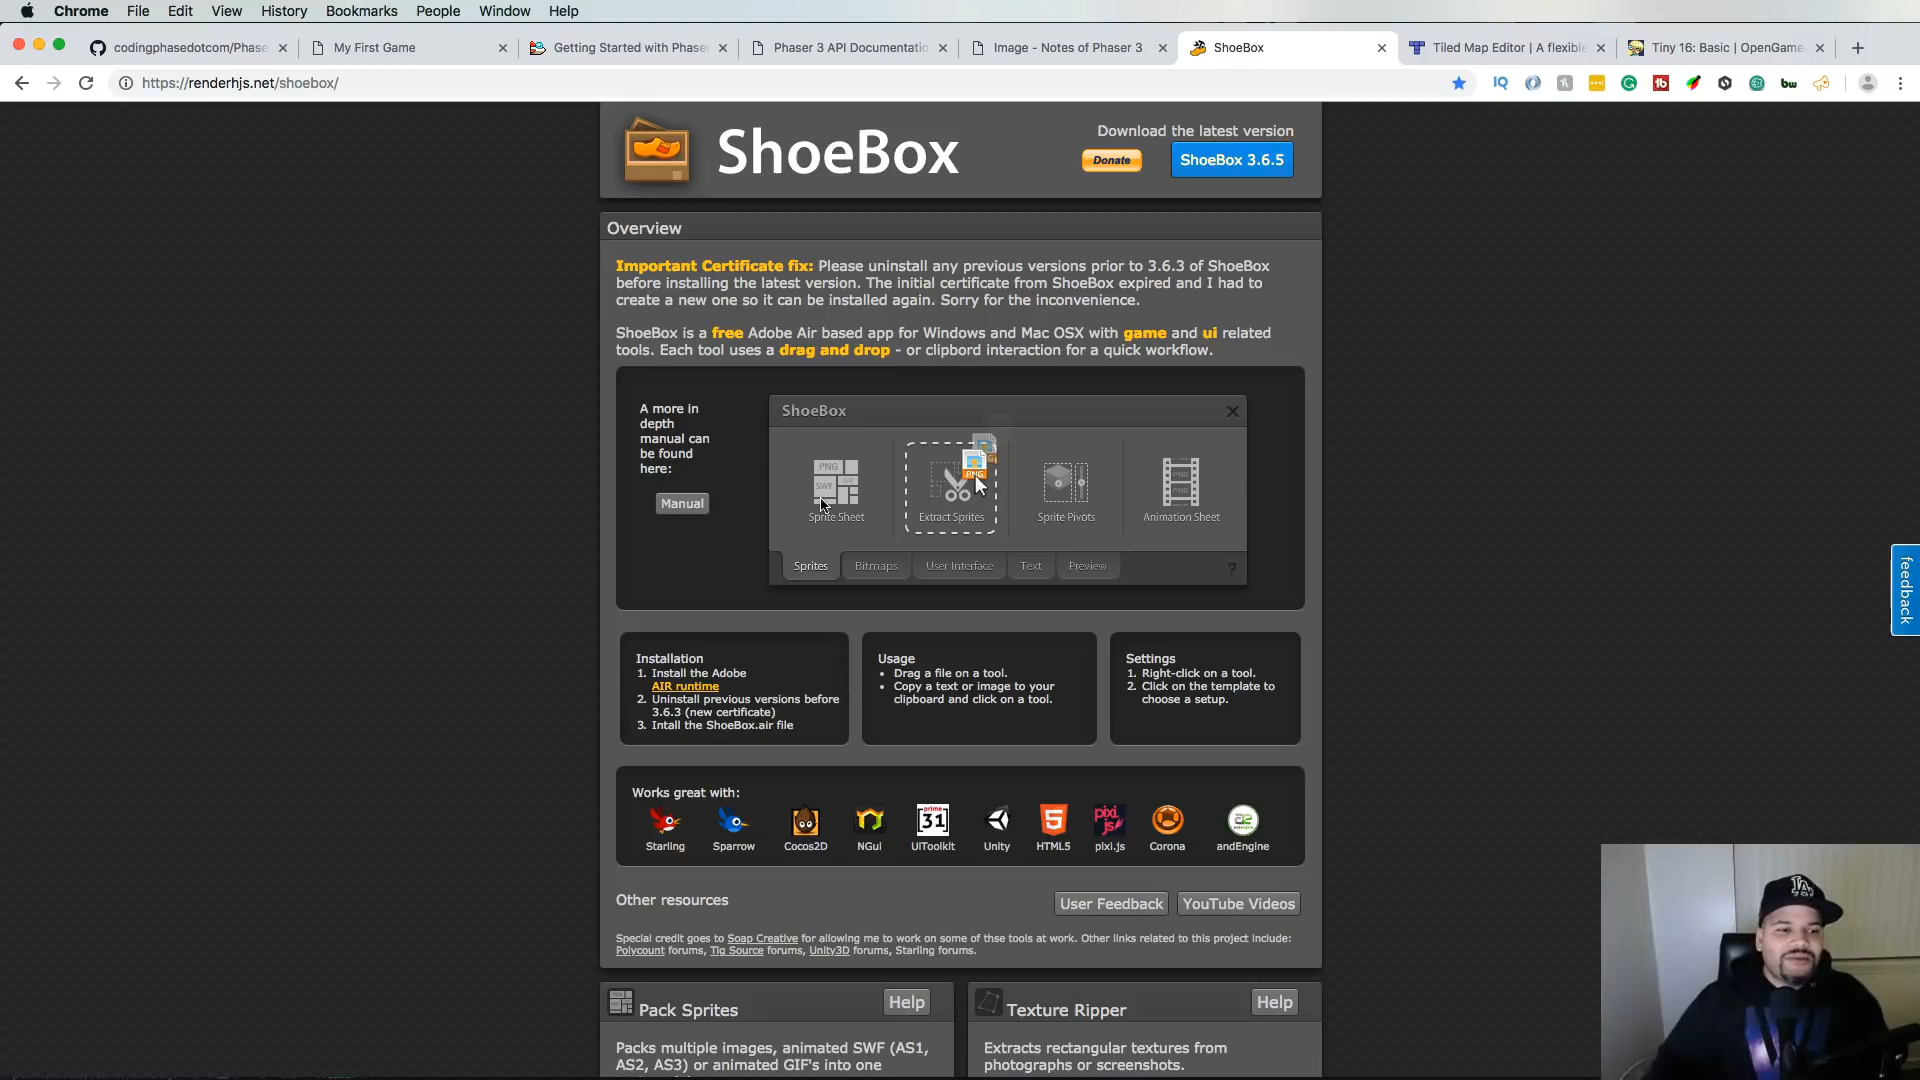 Chrome File Edit View History Bookmarks People Window Help
codingphasedotcom/Phase
My First Game
Getting Started with Phase
Phaser 3 API Documentatio
Image - Notes of Phaser 3
ShoeBox
Tiled Map Editor | A flexible
Tiny 16: Basic | OpenGame
https://renderhjs.net/shoebox/
ShoeBox
Download the latest version
Donate
ShoeBox 3.6.5
Overview
Important Certificate fix: Please uninstall any previous versions prior to 3.6.3 of ShoeBox
before installing the latest version. The initial certificate from ShoeBox expired and I had to
create a new one so it can be installed again. Sorry for the inconvenience.
ShoeBox is a free Adobe Air based app for Windows and Mac OSX with game and ui related
tools. Each tool uses a drag and drop - or clipbord interaction for a quick workflow.
A more in
depth
manual can
be found
here:
Manual
ShoeBox
PNG
SWF
PNG
Sprite Sheet
Extract Sprites
Sprite Pivots
Animation Sheet
Sprites
Bitmaps
User Interface
Text
Preview
?
feedback
Installation
1. Install the Adobe
AIR runtime
2. Uninstall previous versions before
3.6.3 (new certificate)
3. Intall the ShoeBox.air file
Usage
• Drag a file on a tool.
• Copy a text or image to your
clipboard and click on a tool.
Settings
1. Right-click on a tool.
2. Click on the template to
choose a setup.
Works great with:
prime
31
5
pixi
js
Starling
Sparrow
Cocos2D
NGui
UiToolkit
Unity
HTML5
pixi.js
Corona
andEngine
Other resources
User Feedback
YouTube Videos
Special credit goes to Soap Creative for allowing me to work on some of thse tools at work. Other links related to this project include:
Polycount forums, Tig Source forums, Unity3D forums, Starling forums.
Pack Sprites
Help
Packs multiple images, animated SWF (AS1,
AS2, AS3) or animated GIF's into one
Texture Ripper
Help
Extracts rectangular textures from
photographs or screenshots.
LA